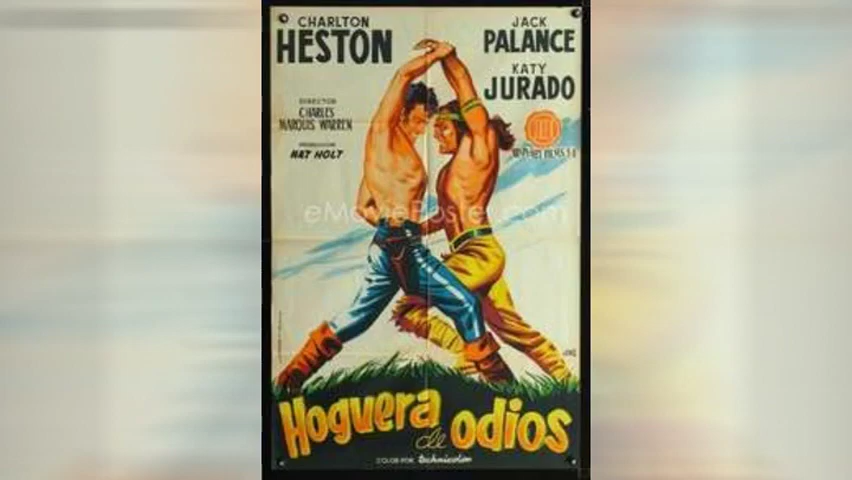 CHARLTON
HESTON
JACK
PALANCE
KATY
JURADO
DIRECTOR
CHARLES
MARQUIS WARREN
PRODUCCION
NAT HOLT
eMoviePoster.com
Hoguera
de odios
COLOR POR technicolor